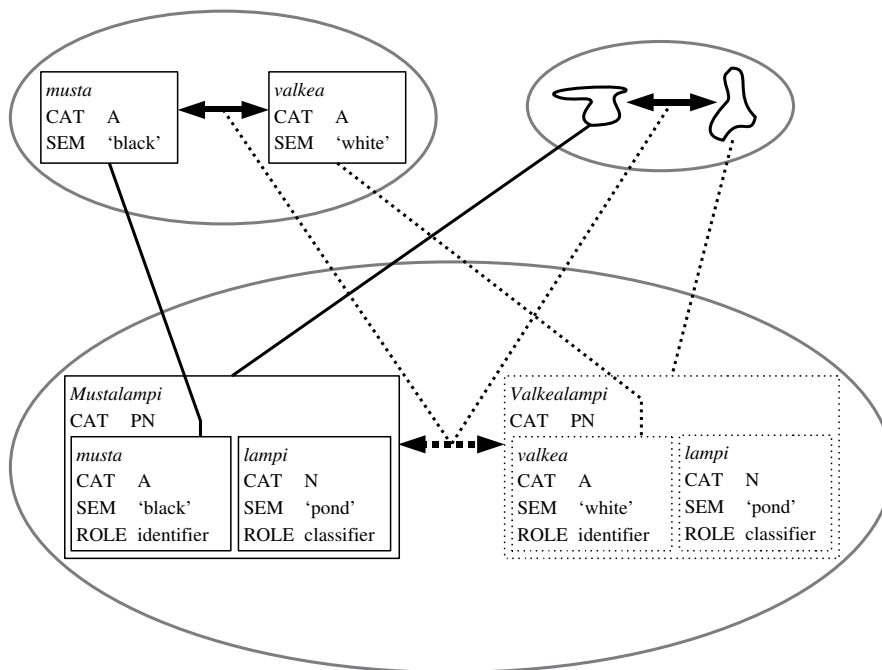 musta
CAT A
SEM ‘black’
valkea
CAT A
SEM ‘white’
Mustalampi
CAT PN
musta
CAT A
SEM ‘black’
ROLE identifier
lampi
CAT N
SEM ‘pond’
ROLE classifier
Valkealampi
CAT PN
valkea
CAT A
SEM ‘white’
ROLE identifier
lampi
CAT N
SEM ‘pond’
ROLE classifier